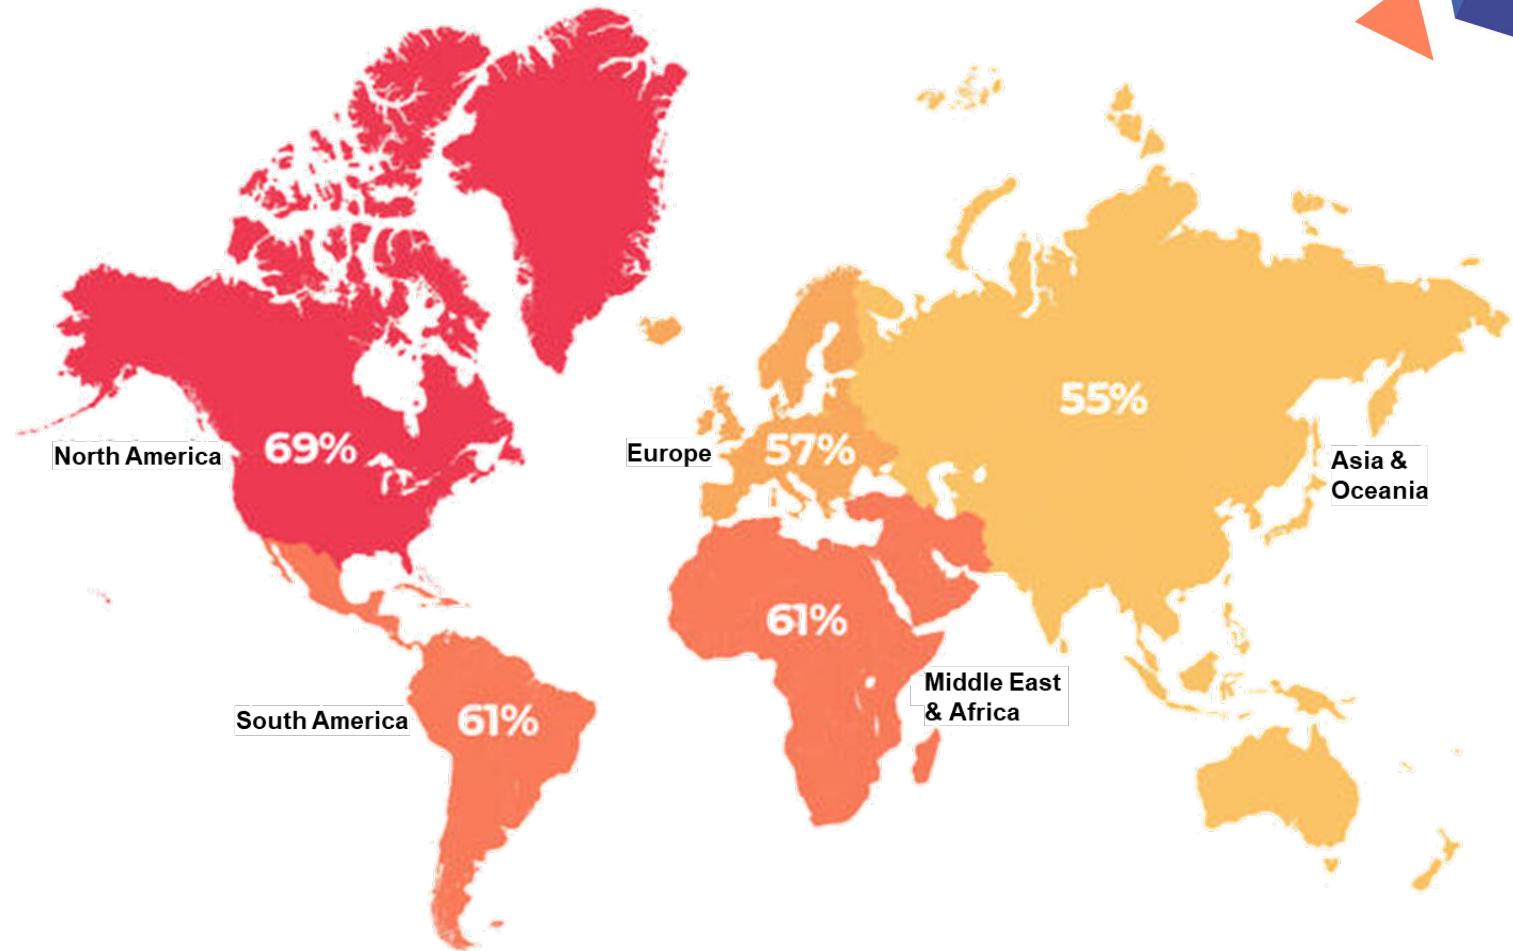 69%
North America
Europe
57%
55%
Asia &
Oceania
61%
Middle East
& Africa
South America
61%